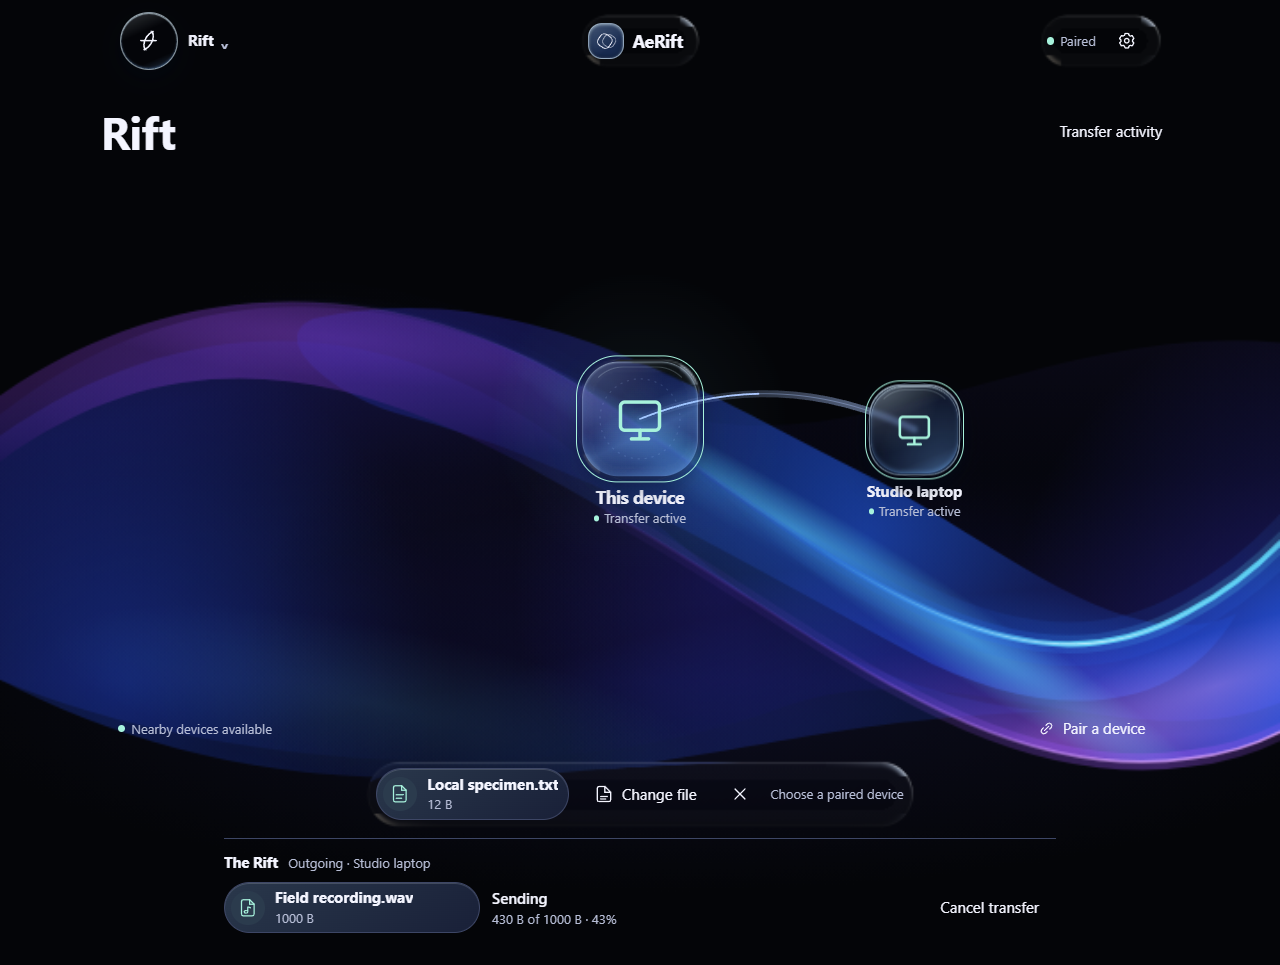 Rift
AeRift
Paired
Rift
Transfer activity
This device
Transfer active
Studio laptop
Transfer active
Nearby devices available
Pair a device
Local specimen.txt
12 B
Change file
Choose a paired device
The Rift Outgoing · Studio laptop
Field recording.wav
1000 B
Sending
430 B of 1000 B · 43%
Cancel transfer